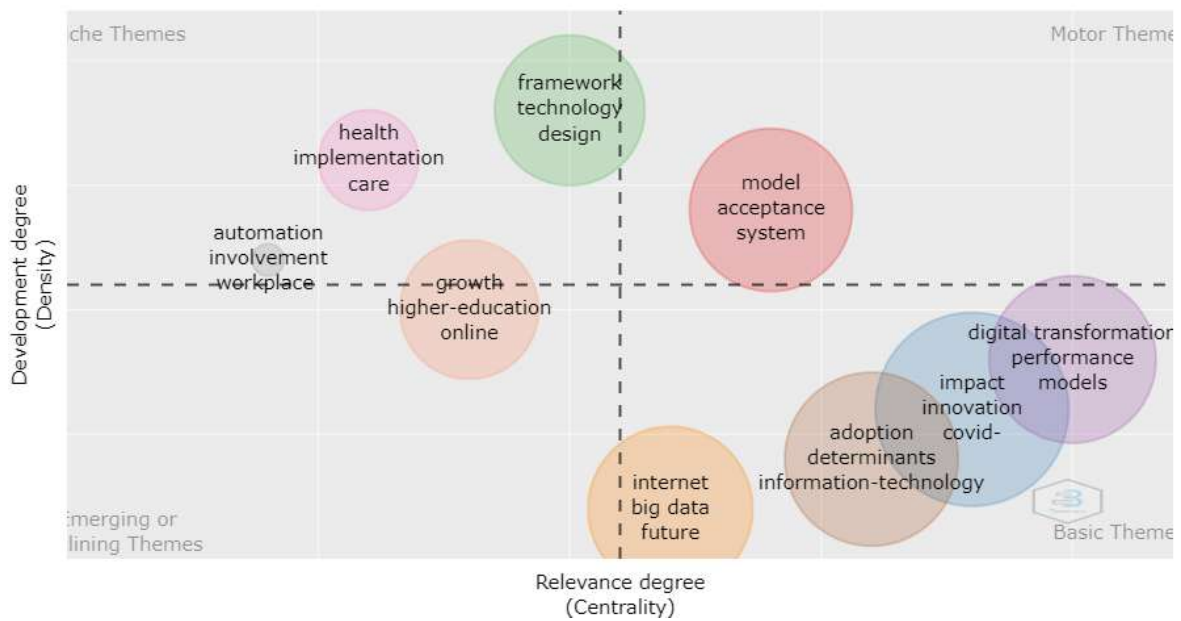 che Themes
Motor Theme
framework
technology
design
health
implementation
care
model
acceptance
system
automation
involvement
workplace
growth
higher-education
online
digital transformation
performance
models
impact
innovation
covid-
adoption
determinants
information-technology
internet
big data
future
Emerging or
lining Themes
Basic Theme
Development degree
(Density)
Relevance degree
(Centrality)